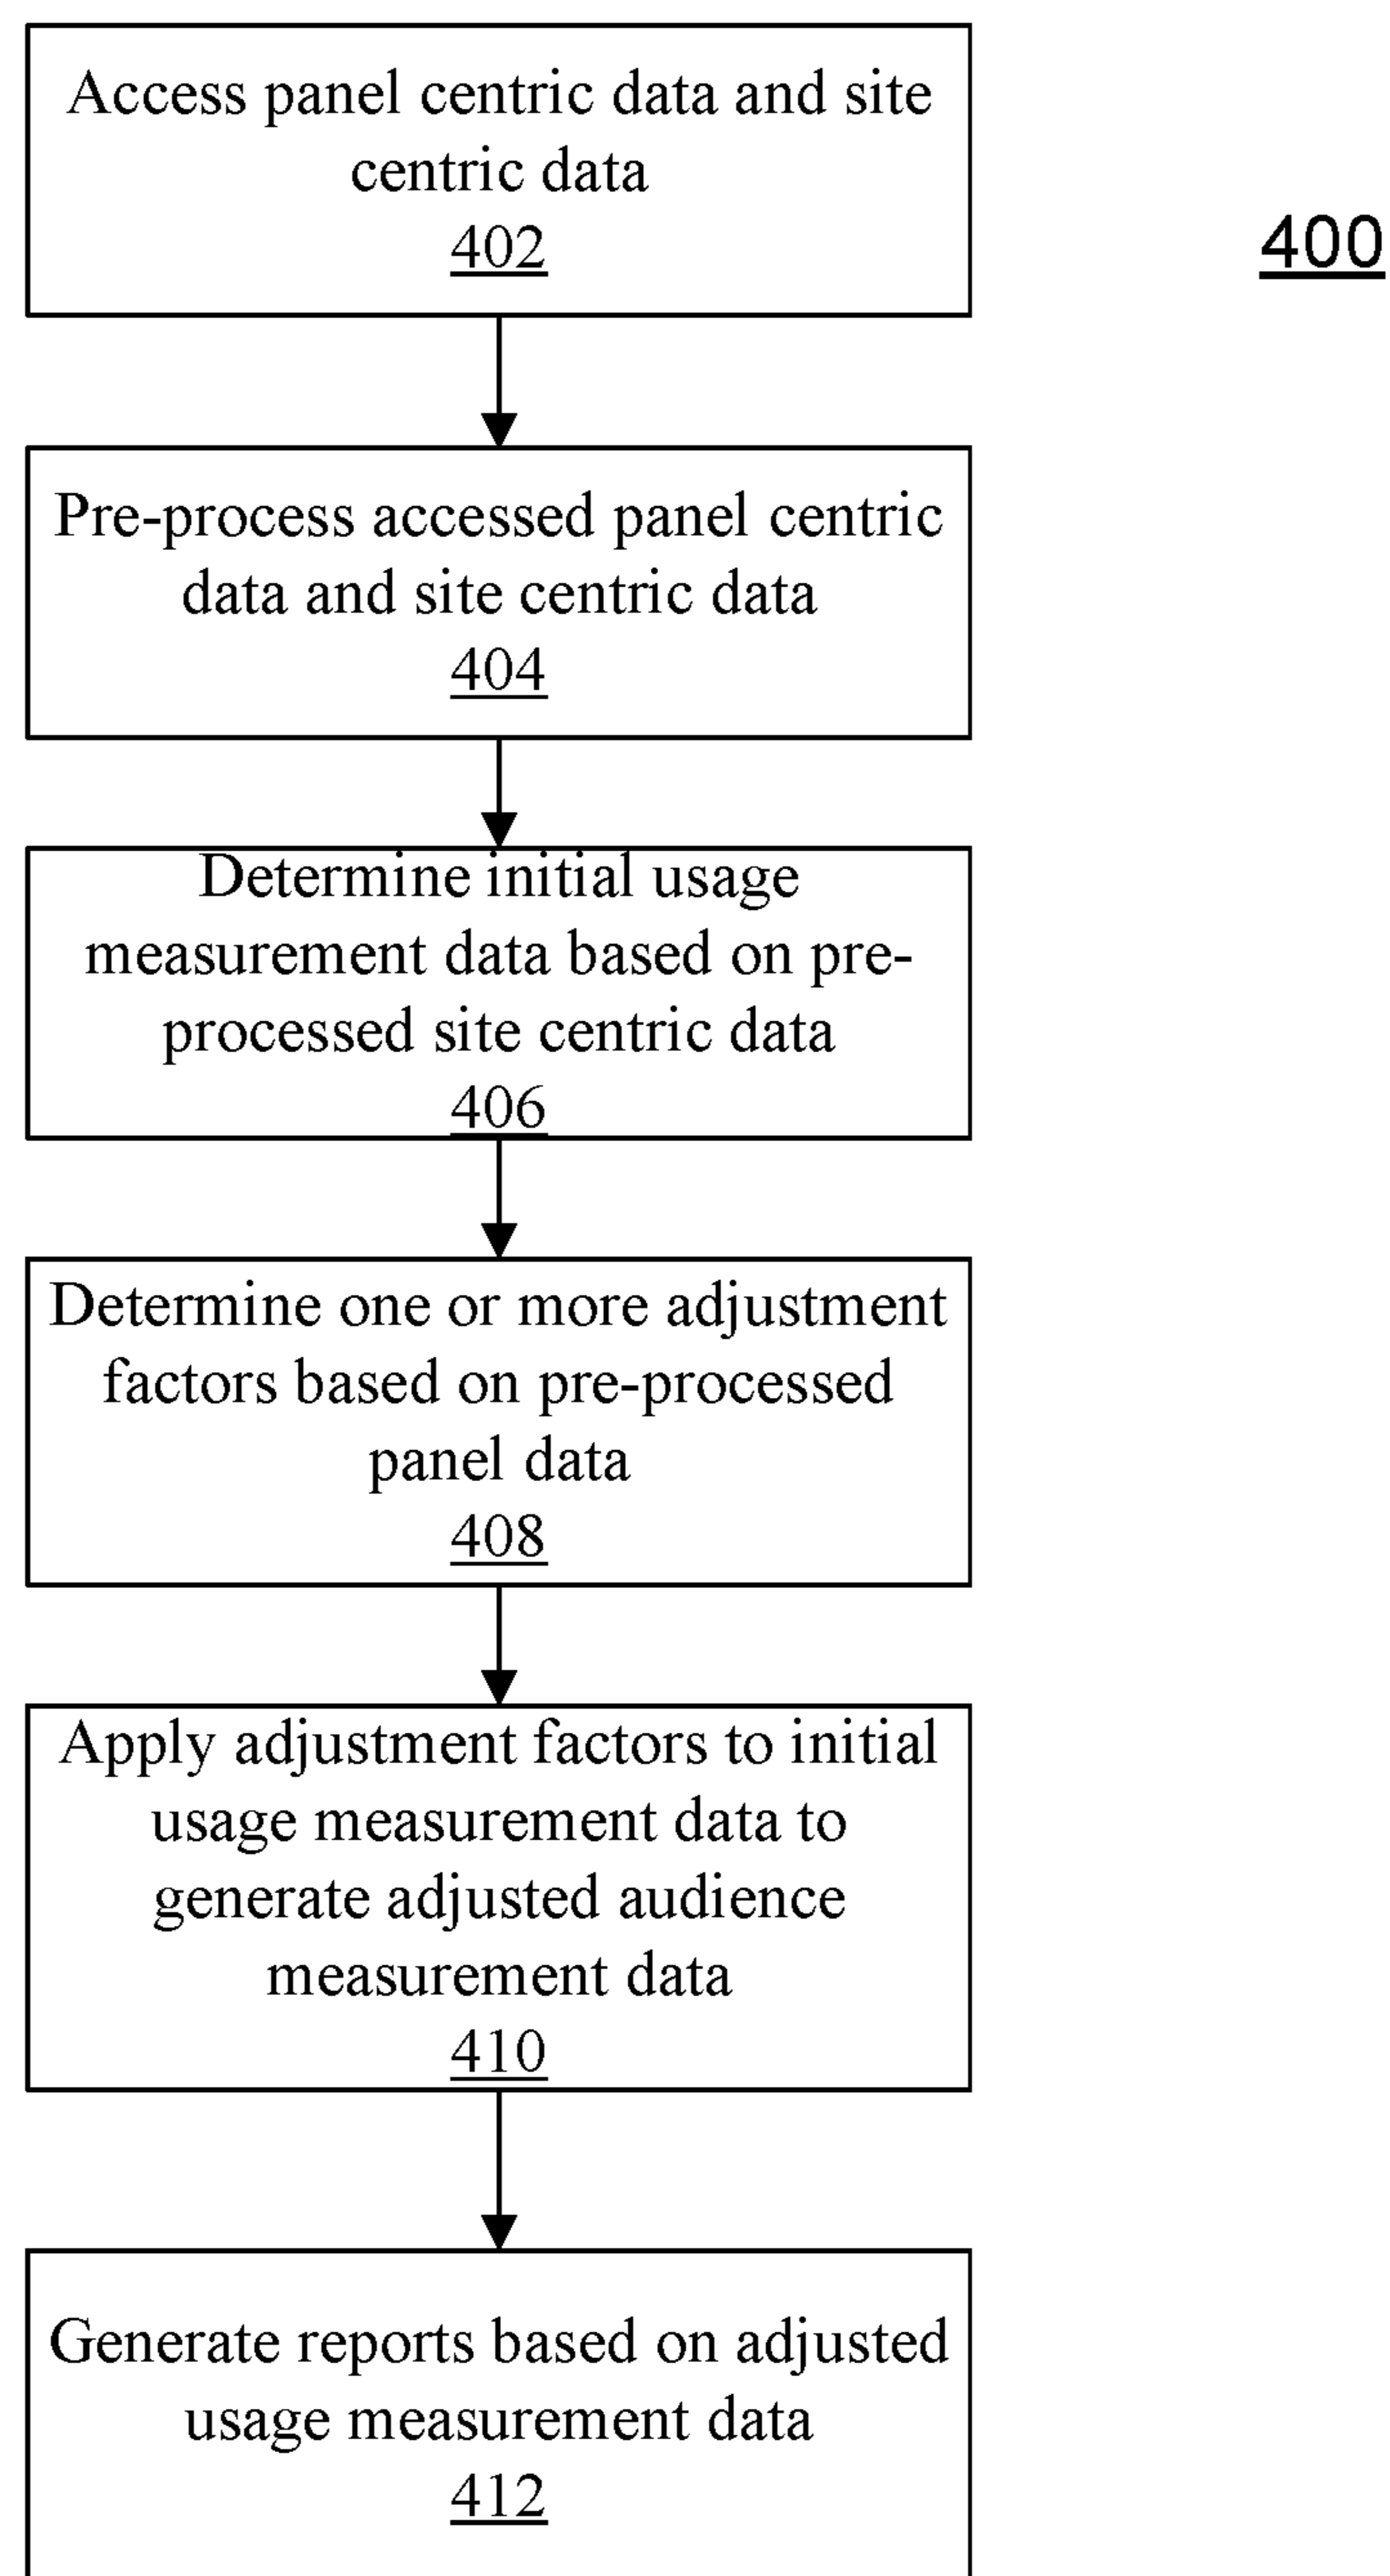 Access panel centric data and site
centric data
402
400
Pre-process accessed panel centric
data and site centric data
404
Determine initial usage
measurement data based on pre-
processed site centric data
406
Determine one or more adjustment
factors based on pre-processed
panel data
408
Apply adjustment factors to initial
usage measurement data to
generate adjusted audience
measurement data
410
Generate reports based on adjusted
usage measurement data
412